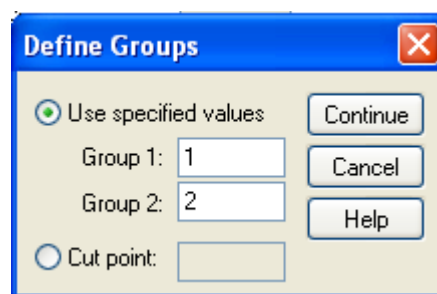 Define Groups
Use specified values
Continue
Group 1: 1
Cancel
Group 2: 2
Help
Cut point: